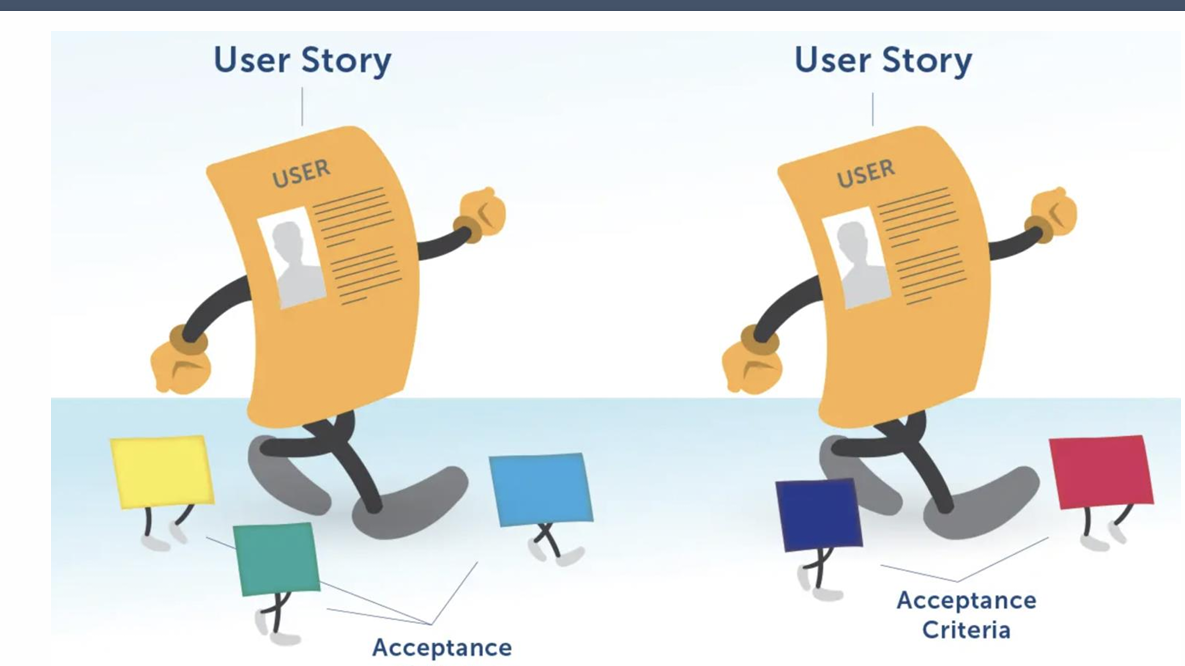 User Story
USER
Acceptance
User Story
USER
Acceptance
Criteria